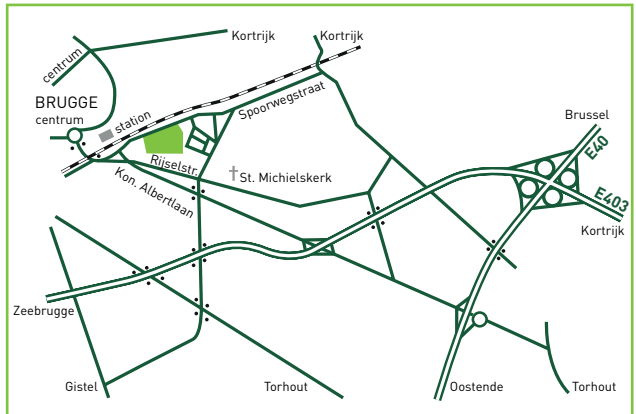 Kortrijk
Kortrijk
centrum
BRUGGE
centrum
station
Spoorwegstraat
Brussel
E40
Rijselstr.
St. Michielskerk
Kon. Albertlaan
E403
Kortrijk
Zeebrugge
Gistel
Torhout
Oostende
Torhout